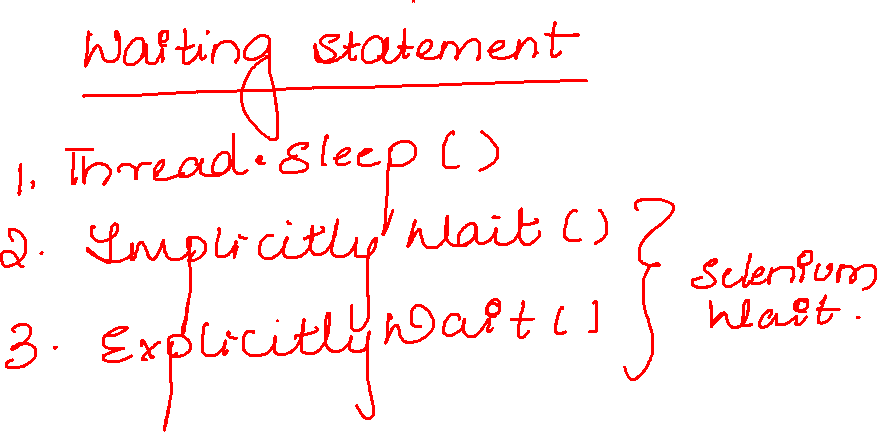 Waiting statement
1. Thread.sleep()
2. Implicitly Wait()
3. Explicitly Wait()
Selenium
Wait.